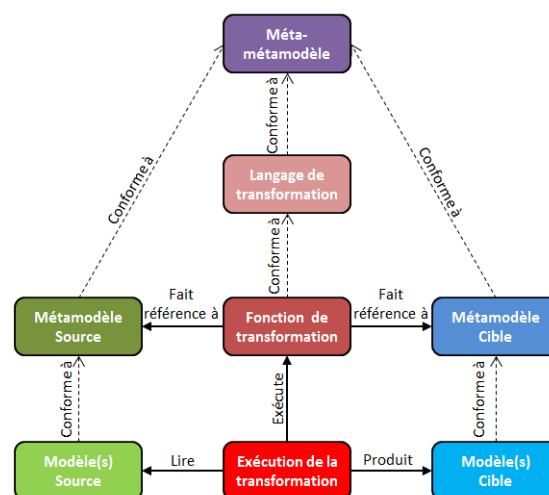 Méta-
métamodèle
Conforme à
Conforme à
Conforme à
Langage de
transformation
Conforme à
Fait
référence à
Fait
référence à
Métamodèle
Source
Fonction de
transformation
Métamodèle
Cible
Conforme à
Exécute
Conforme à
Modèle(s)
Source
Lire
Exécution de la
transformation
Produit
Modèle(s)
Cible